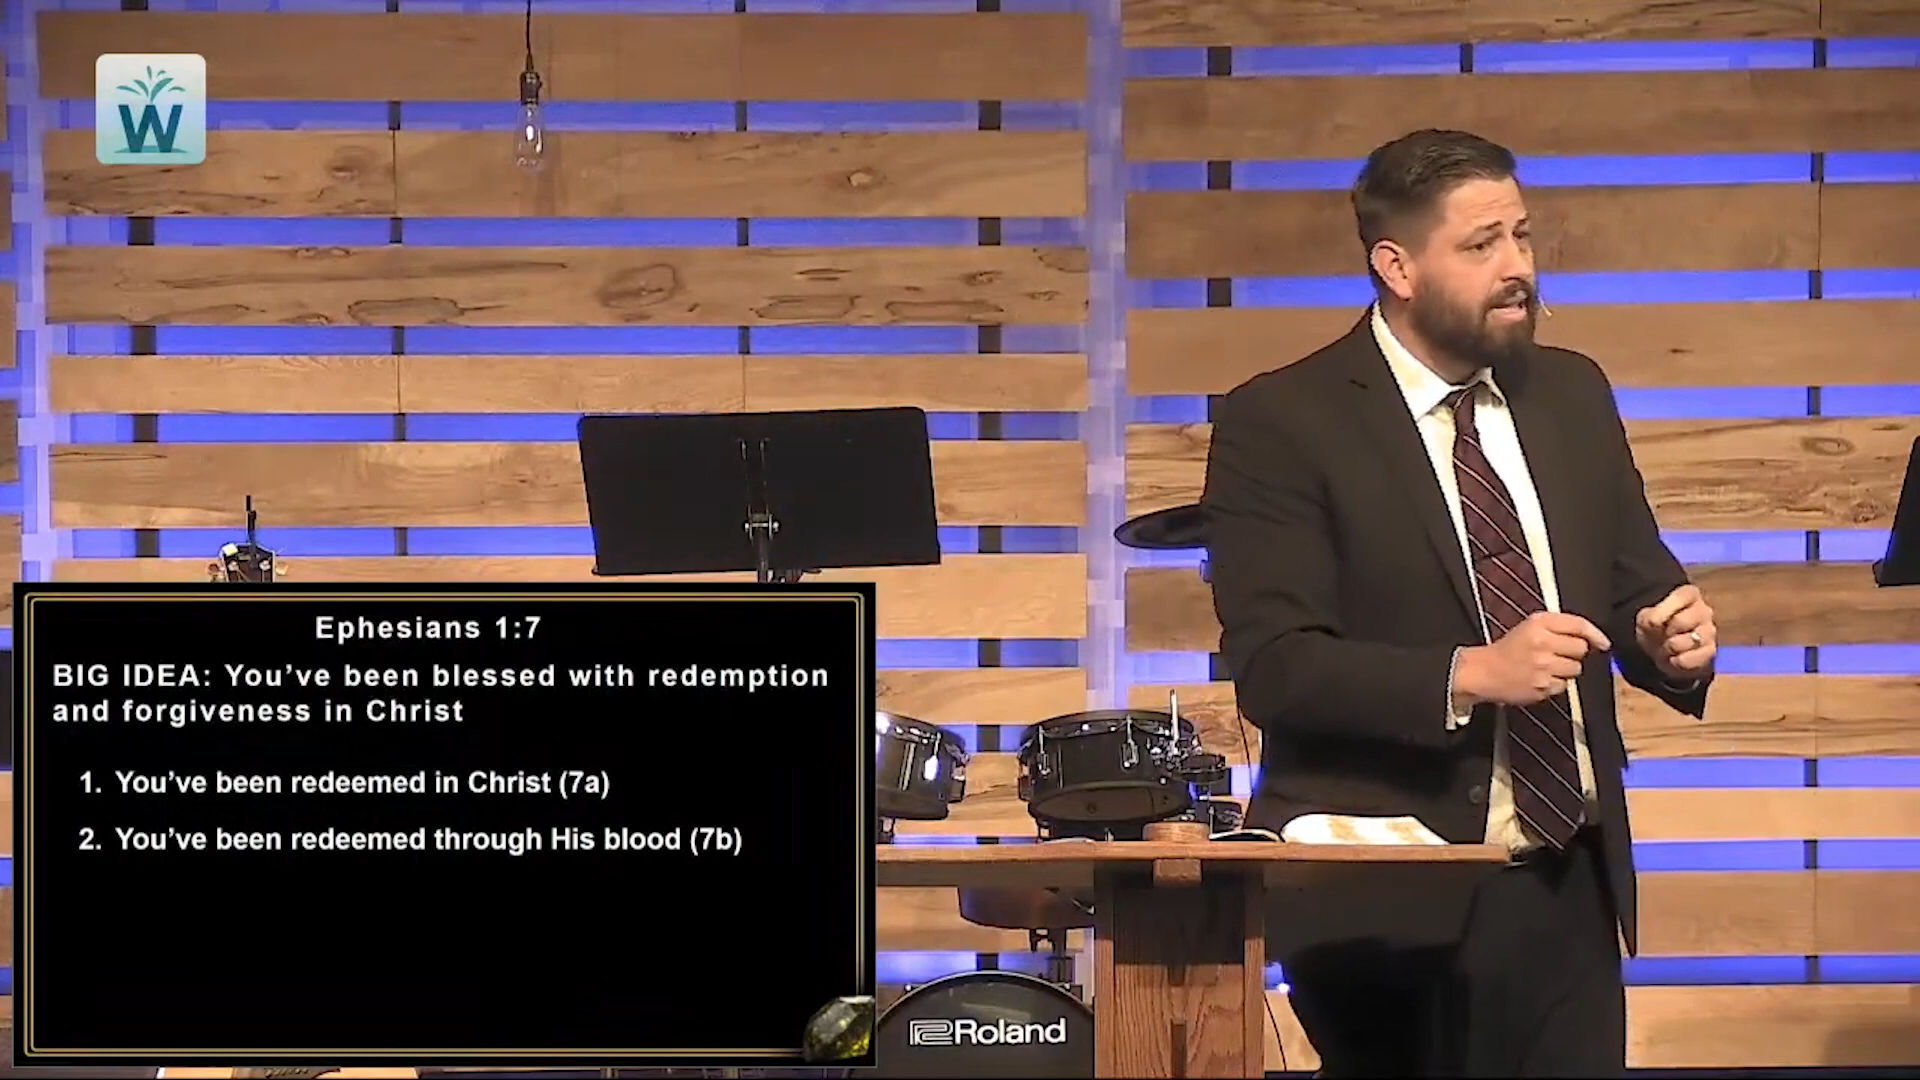 W
Ephesians 1:7
BIG IDEA: You’ve been blessed with redemption
and forgiveness in Christ
1. You’ve been redeemed in Christ (7a)
2. You’ve been redeemed through His blood (7b)
Roland